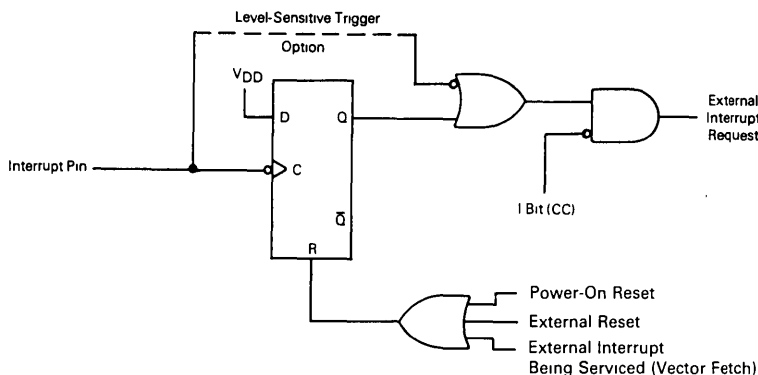 Level-Sensitive Trigger
Option
VDD
D
Q
Interrupt Pin
C
Q̅
R
External
Interrupt
Request
I Bit (CC)
Power-On Reset
External Reset
External Interrupt
Being Serviced (Vector Fetch)